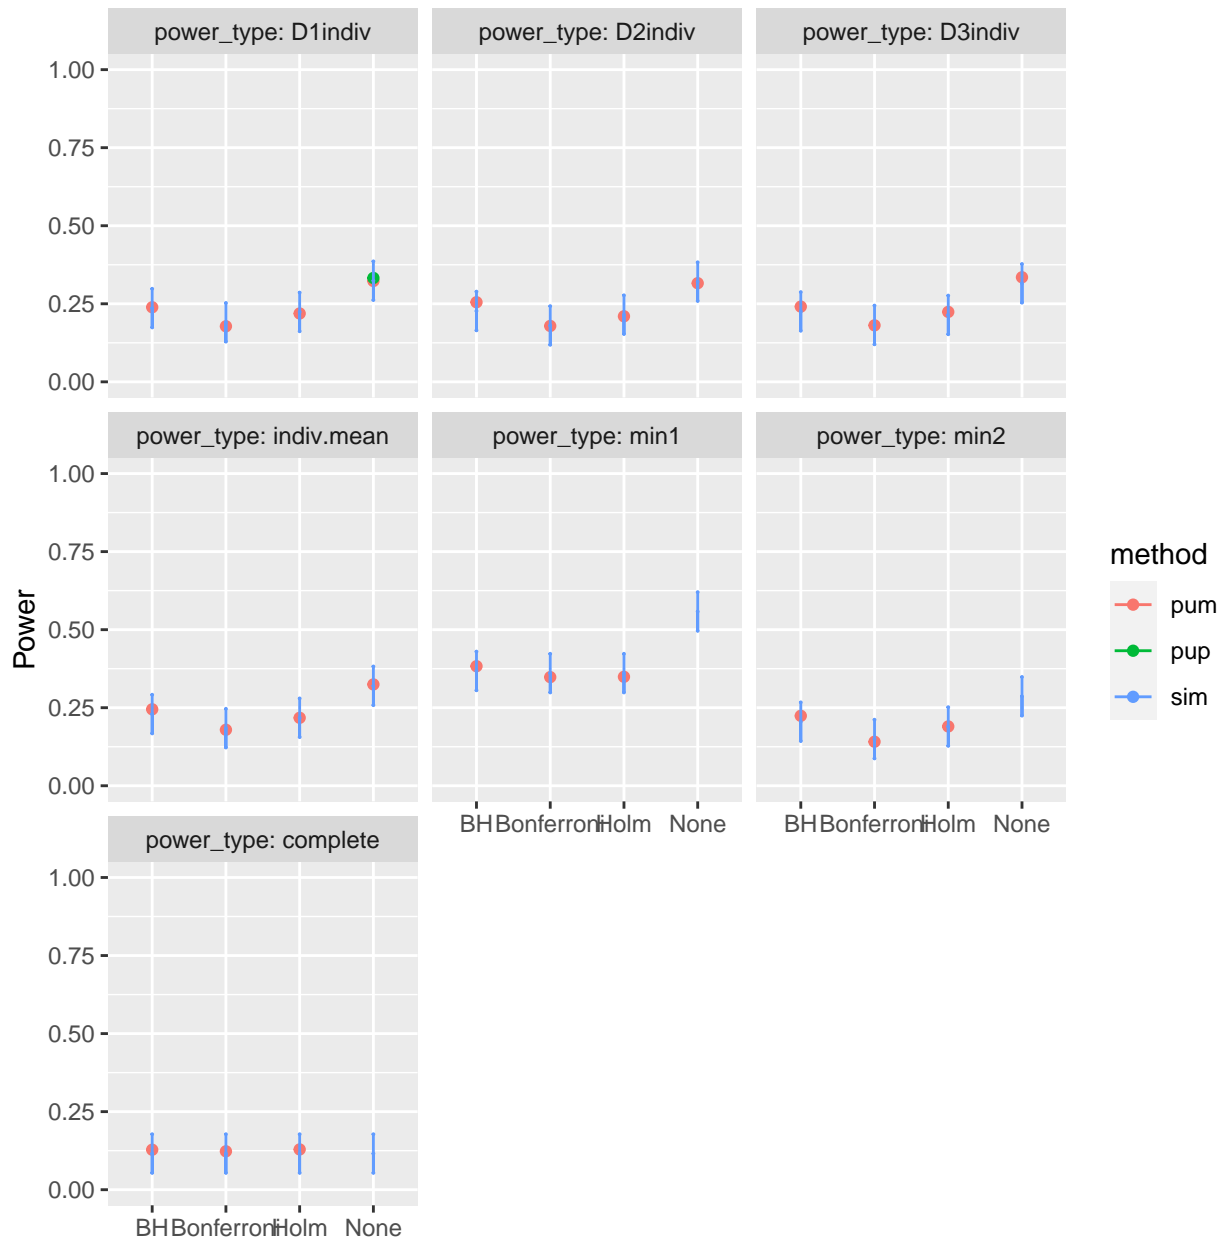 power_type: D1indiv
power_type: D2indiv
power_type: D3indiv
1.00
0.75
0.50
0.25
0.00
power_type: indiv.mean
power_type: min1
power_type: min2
1.00
0.75
0.50
0.25
0.00
BH Bonferroni Holm None
BH Bonferroni Holm None
power_type: complete
1.00
0.75
0.50
0.25
0.00
BH Bonferroni Holm None
Power
method
pum
pup
sim